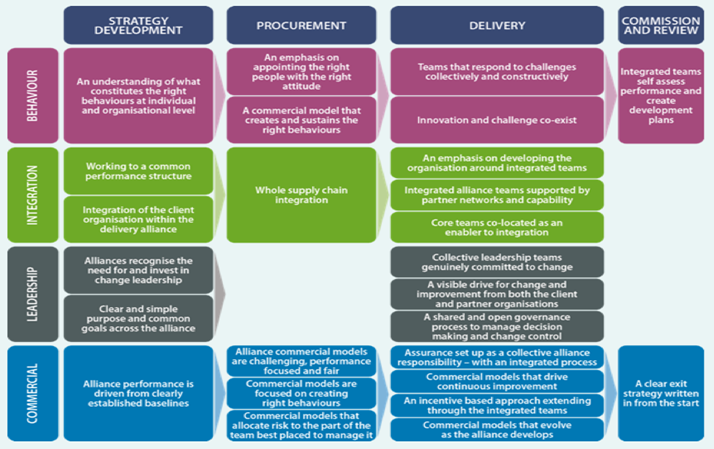 STRATEGY
DEVELOPMENT
PROCUREMENT
DELIVERY
COMMISSION
AND REVIEW
BEHAVIOUR
An understanding of what
constitutes the right
behaviours at individual
and organisational level
An emphasis on
appointing the right
people with the right
attitude
A commercial model that
creates and sustains the
right behaviours
Teams that respond to challenges
collectively and constructively
Innovation and challenge co-exist
Integrated teams
self assess
performance and
create
development
plans
INTEGRATION
Working to a common
performance structure
Integration of the client
organisation within the
delivery alliance
Whole supply chain
integration
An emphasis on developing the
organisation around integrated teams
Integrated alliance teams supported by
partner networks and capability
Core teams co-located as an
enabler to integration
LEADERSHIP
Alliances recognise the
need for and invest in
change leadership
Clear and simple
purpose and common
goals across the alliance
Collective leadership teams
genuinely committed to change
A visible drive for change and
improvement from both the client
and partner organisations
A shared and open governance
process to manage decision
making and change control
COMMERCIAL
Alliance performance is
driven from clearly
established baselines
Alliance commercial models
are challenging, performance
focused and fair
Commercial models are
focused on creating
right behaviours
Commercial models that
allocate risk to the part of the
team best placed to manage it
Assurance set up as a collective alliance
responsibility – with an integrated process
Commercial models that drive
continuous improvement
An incentive based approach extending
through the integrated teams
Commercial models that evolve
as the alliance develops
A clear exit
strategy written
in from the start